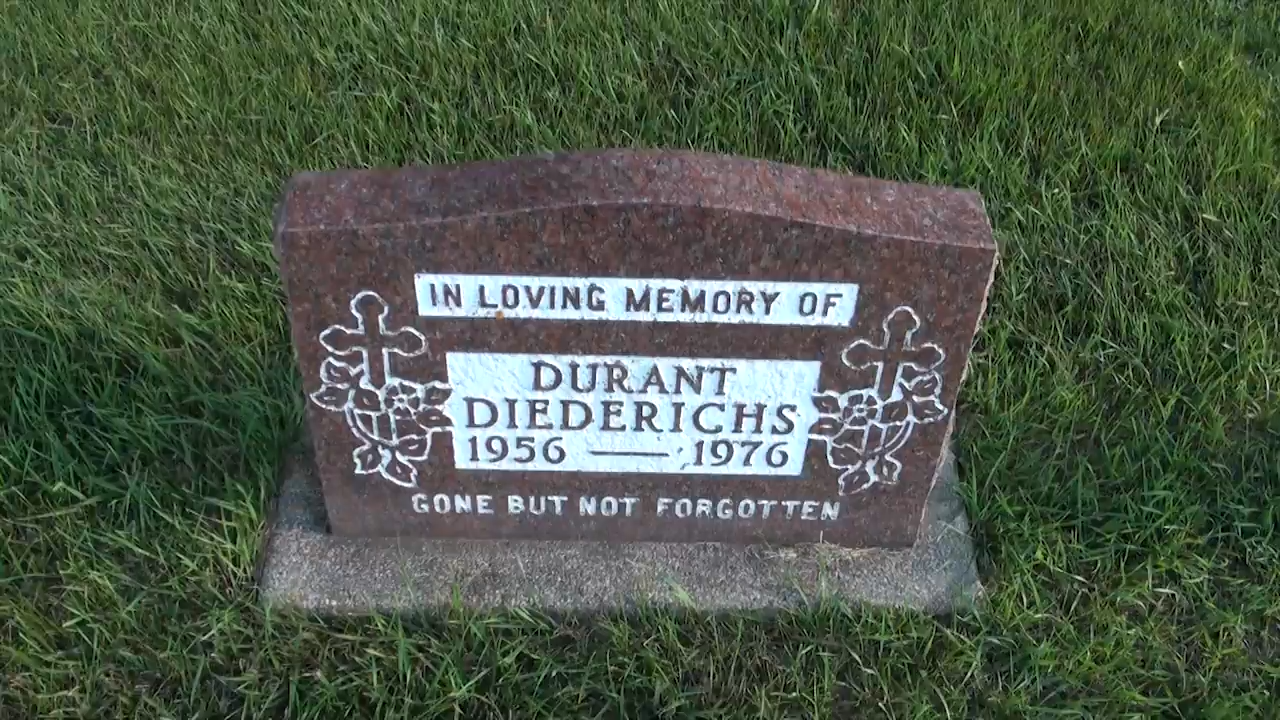 IN LOVING MEMORY OF
DURANT
DIEDERICHS
1956 — 1976
GONE BUT NOT FORGOTTEN